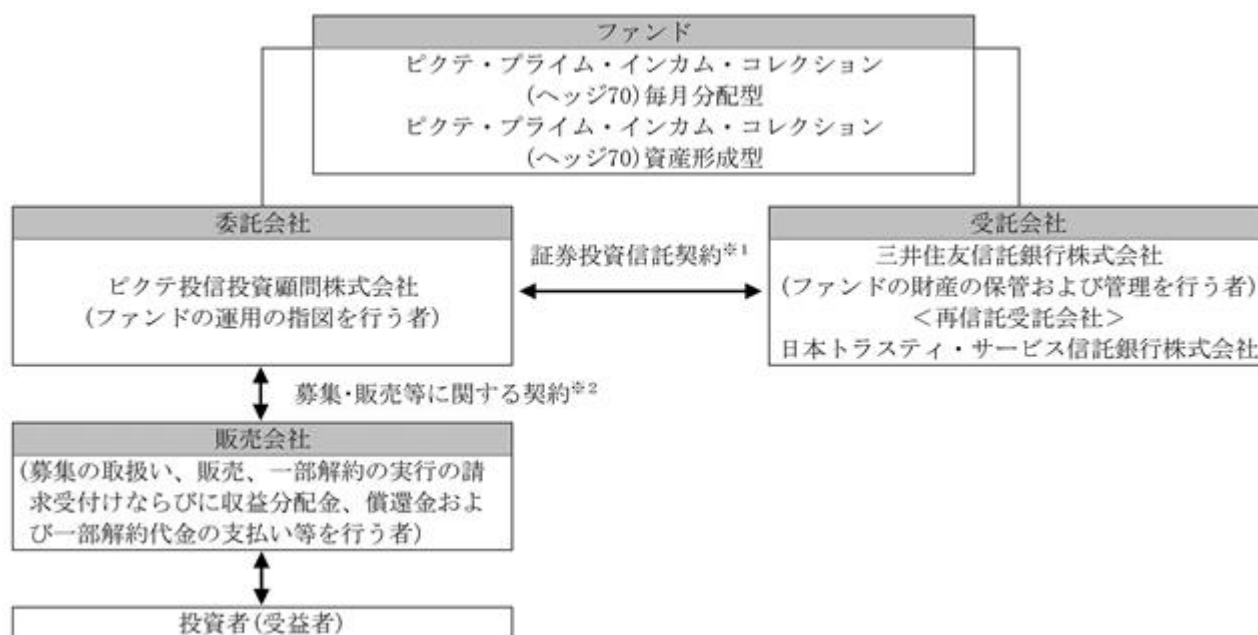 ファンド
ピクテ・プライム・インカム・コレクション
(ヘッジ70)毎月分配型
ピクテ・プライム・インカム・コレクション
(ヘッジ70)資産形成型
委託会社
ピクテ投信投資顧問株式会社
(ファンドの運用の指図を行う者)
証券投資信託契約※1
受託会社
三井住友信託銀行株式会社
(ファンドの財産の保管および管理を行う者)
＜再信託受託会社＞
日本トラスティ・サービス信託銀行株式会社
募集・販売等に関する契約※2
販売会社
(募集の取扱い、販売、一部解約の実行の請
求受付けならびに収益分配金、償還金およ
び一部解約代金の支払い等を行う者)
投資者(受益者)